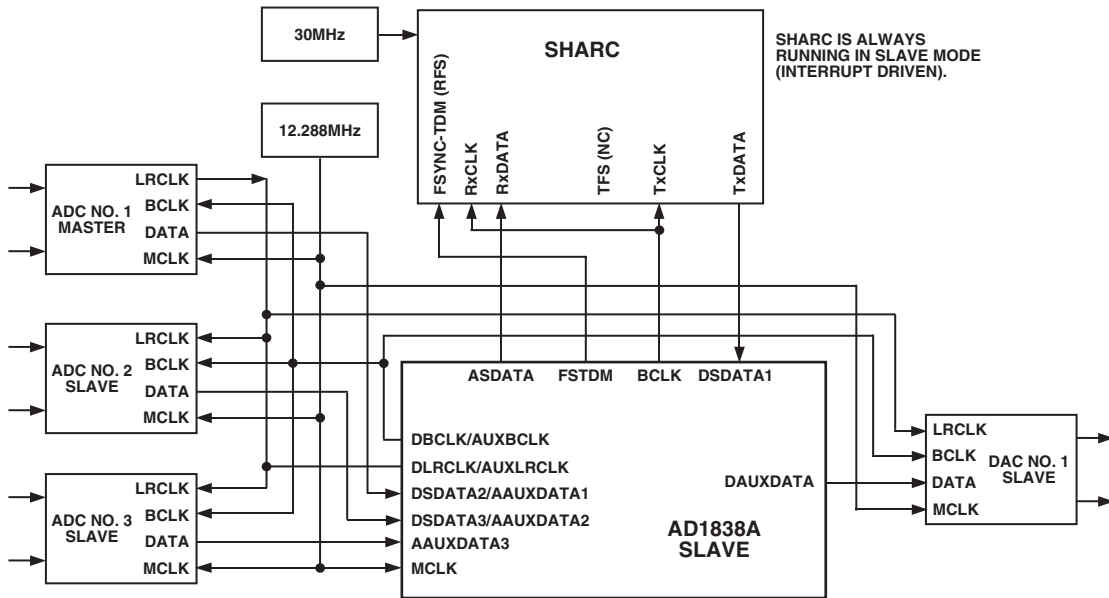 30MHz
SHARC
SHARC IS ALWAYS
RUNNING IN SLAVE MODE
(INTERRUPT DRIVEN).
12.288MHz
FSYNC-TDM (RFS)
RxCLK
RxDATA
TFS (NC)
TxCLK
TxDATA
ADC NO. 1
MASTER
LRCLK
BCLK
DATA
MCLK
ADC NO. 2
SLAVE
LRCLK
BCLK
DATA
MCLK
ADC NO. 3
SLAVE
LRCLK
BCLK
DATA
MCLK
ASDATA
FSTDM
BCLK
DSDATA1
DBCLK/AUXBCLK
DLRCLK/AUXLRCLK
DSDATA2/AAUXDATA1
DSDATA3/AAUXDATA2
AAUXDATA3
MCLK
DAUXDATA
AD1838A
SLAVE
LRCLK
BCLK
DATA
MCLK
DAC NO. 1
SLAVE